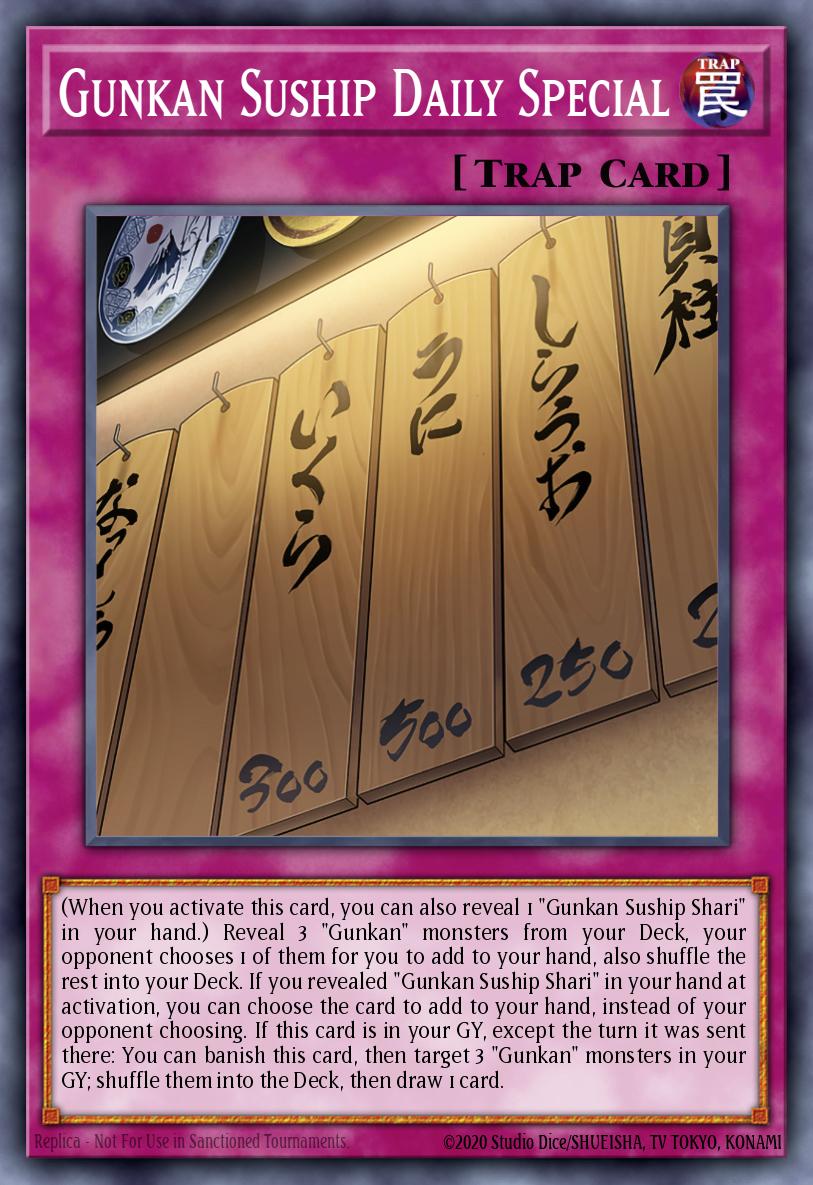 GUNKAN SUSHIP DAILY SPECIAL
TRAP
罠
[TRAP CARD]
貝柱
しらうお
250
うに
500
いくら
300
(When you activate this card, you can also reveal 1 "Gunkan Suship Shari"
in your hand.) Reveal 3 "Gunkan" monsters from your Deck, your
opponent chooses 1 of them for you to add to your hand, also shuffle the
rest into your Deck. If you revealed "Gunkan Suship Shari" in your hand at
activation, you can choose the card to add to your hand, instead of your
opponent choosing. If this card is in your GY, except the turn it was sent
there: You can banish this card, then target 3 "Gunkan" monsters in your
GY; shuffle them into the Deck, then draw 1 card.
Replica - Not For Use in Sanctioned Tournaments.
©2020 Studio Dice/SHUEISHA, TV TOKYO, KONAMI